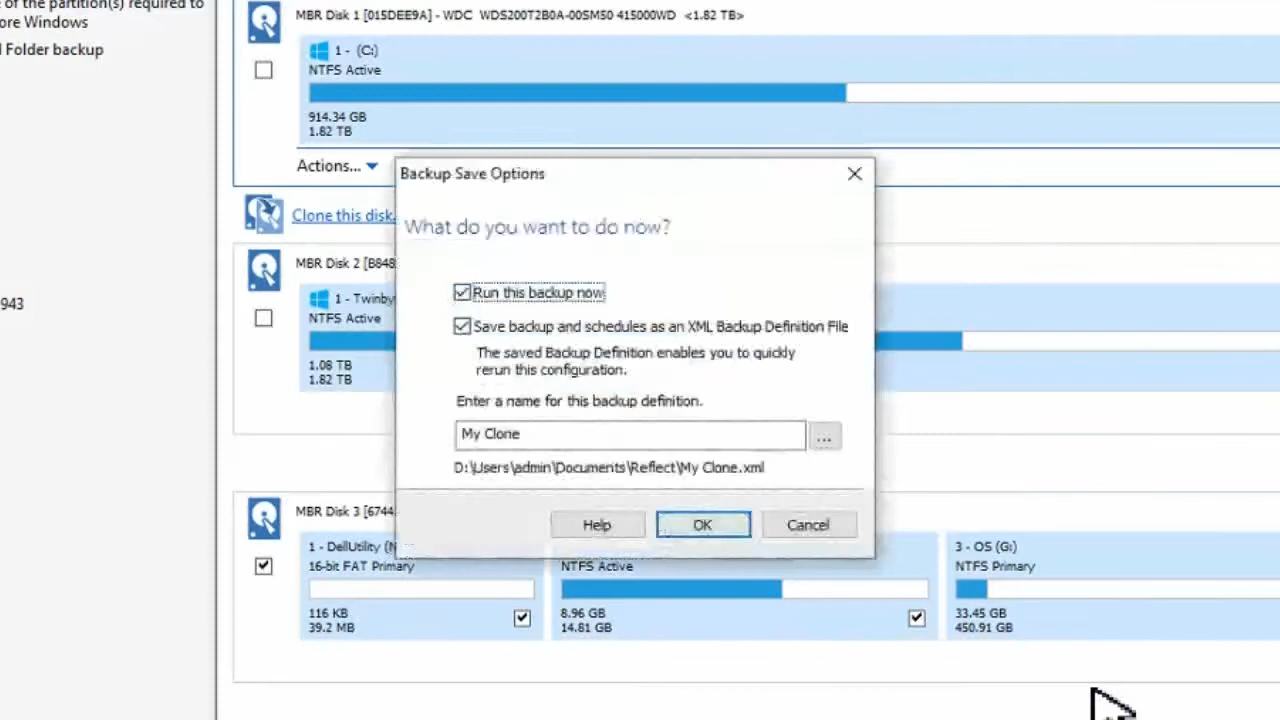 e of the partition(s) required to
ore Windows
l Folder backup
943
MBR Disk 1 [015DEE9A] - WDC WDS200T2B0A-00SM50 415000WD <1.82 TB>
1 - (C:)
NTFS Active
914.34 GB
1.82 TB
Actions...
Clone this disk.
MBR Disk 2 [B848
1 - Twinby
NTFS Active
1.08 TB
1.82 TB
Backup Save Options
What do you want to do now?
Run this backup now
Save backup and schedules as an XML Backup Definition File
The saved Backup Definition enables you to quickly
rerun this configuration.
Enter a name for this backup definition.
My Clone
...
D:\Users\admin\Documents\Reflect\My Clone.xml
Help
OK
Cancel
MBR Disk 3 [6744
1 - DellUtility (N
16-bit FAT Primary
116 KB
39.2 MB
NTFS Active
8.96 GB
14.81 GB
3 - OS (G:)
NTFS Primary
33.45 GB
450.91 GB